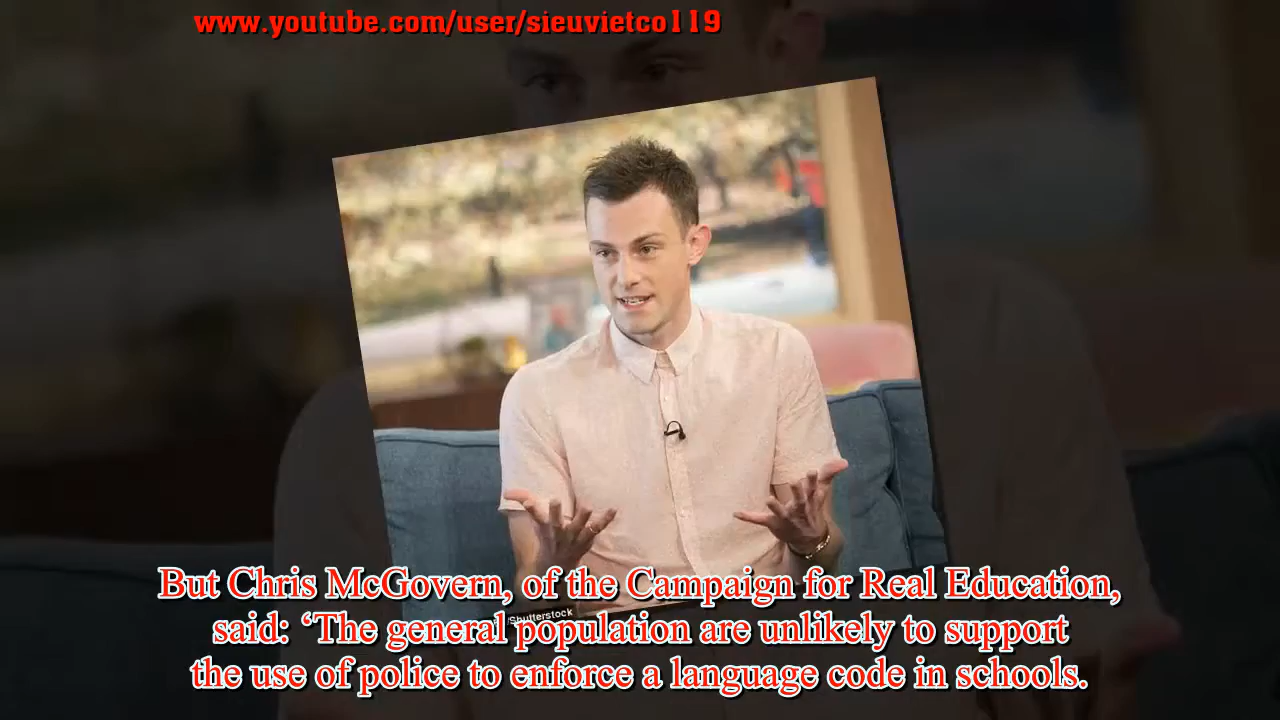 www.youtube.com/user/sieuvietco119
/Shutterstock
But Chris McGovern, of the Campaign for Real Education,
said: ‘The general population are unlikely to support
the use of police to enforce a language code in schools.